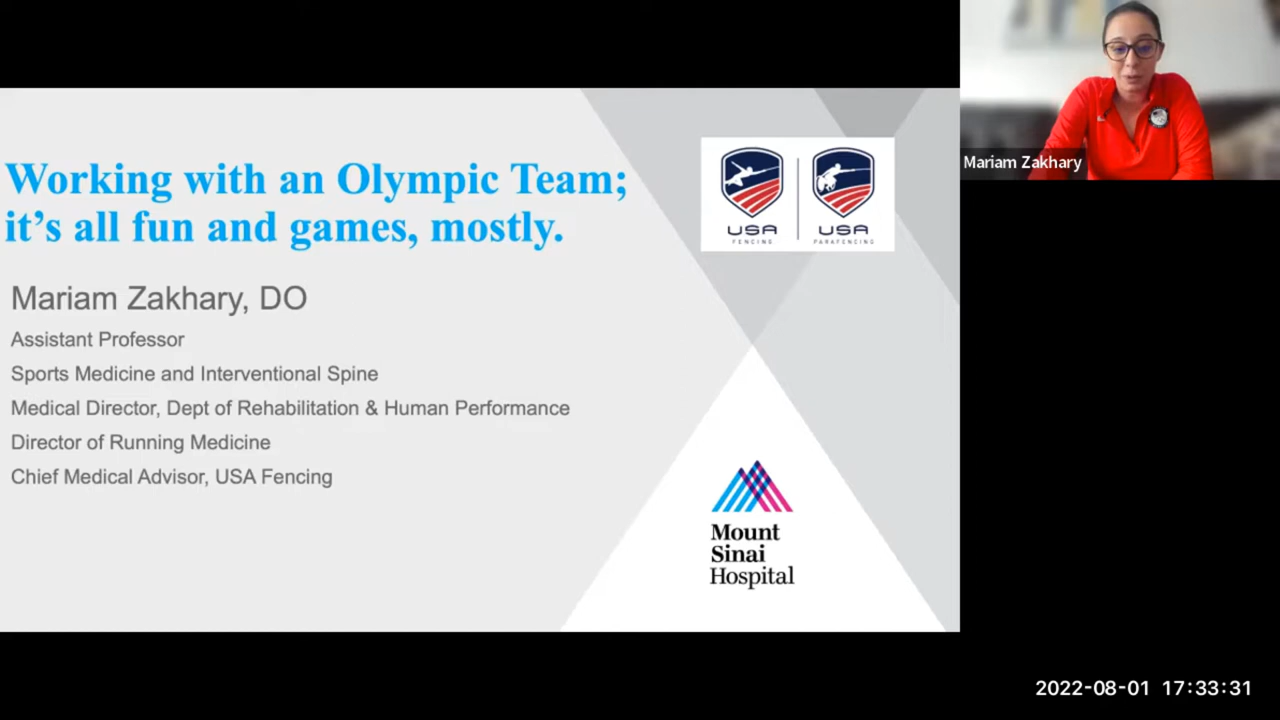 Working with an Olympic Team;
it's all fun and games, mostly.
Mariam Zakhary, DO
Assistant Professor
Sports Medicine and Interventional Spine
Medical Director, Dept of Rehabilitation & Human Performance
Director of Running Medicine
Chief Medical Advisor, USA Fencing
USA
FENCING
USA
PARAFENCING
Mount
Sinai
Hospital
Mariam Zakhary
2022-08-01 17:33:31